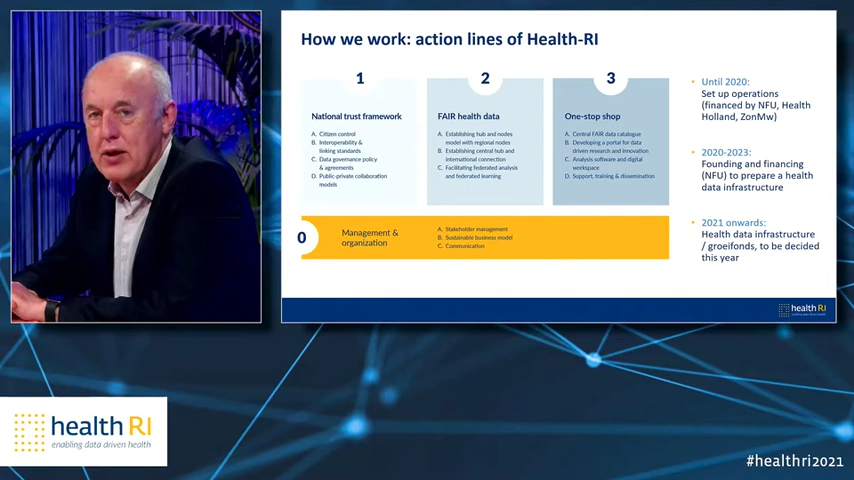 How we work: action lines of Health-RI
1
National trust framework
A. Citizen control
B. Interoperability &
linking standards
C. Data governance policy
& agreements
D. Public-private collaboration
models
2
FAIR health data
A. Establishing hub and nodes
model with regional nodes
B. Establishing central hub and
international connection
C. Facilitating federated analysis
and federated learning
3
One-stop shop
A. Central FAIR data catalogue
B. Developing a portal for data
driven research and innovation
C. Analysis software and digital
workspace
D. Support, training & dissemination
0
Management &
organization
A. Stakeholder management
B. Sustainable business model
C. Communication
• Until 2020:
Set up operations
(financed by NFU, Health
Holland, ZonMw)
• 2020-2023:
Founding and financing
(NFU) to prepare a health
data infrastructure
• 2021 onwards:
Health data infrastructure
/ groeifonds, to be decided
this year
health RI
health RI
enabling data driven health
#healthri2021